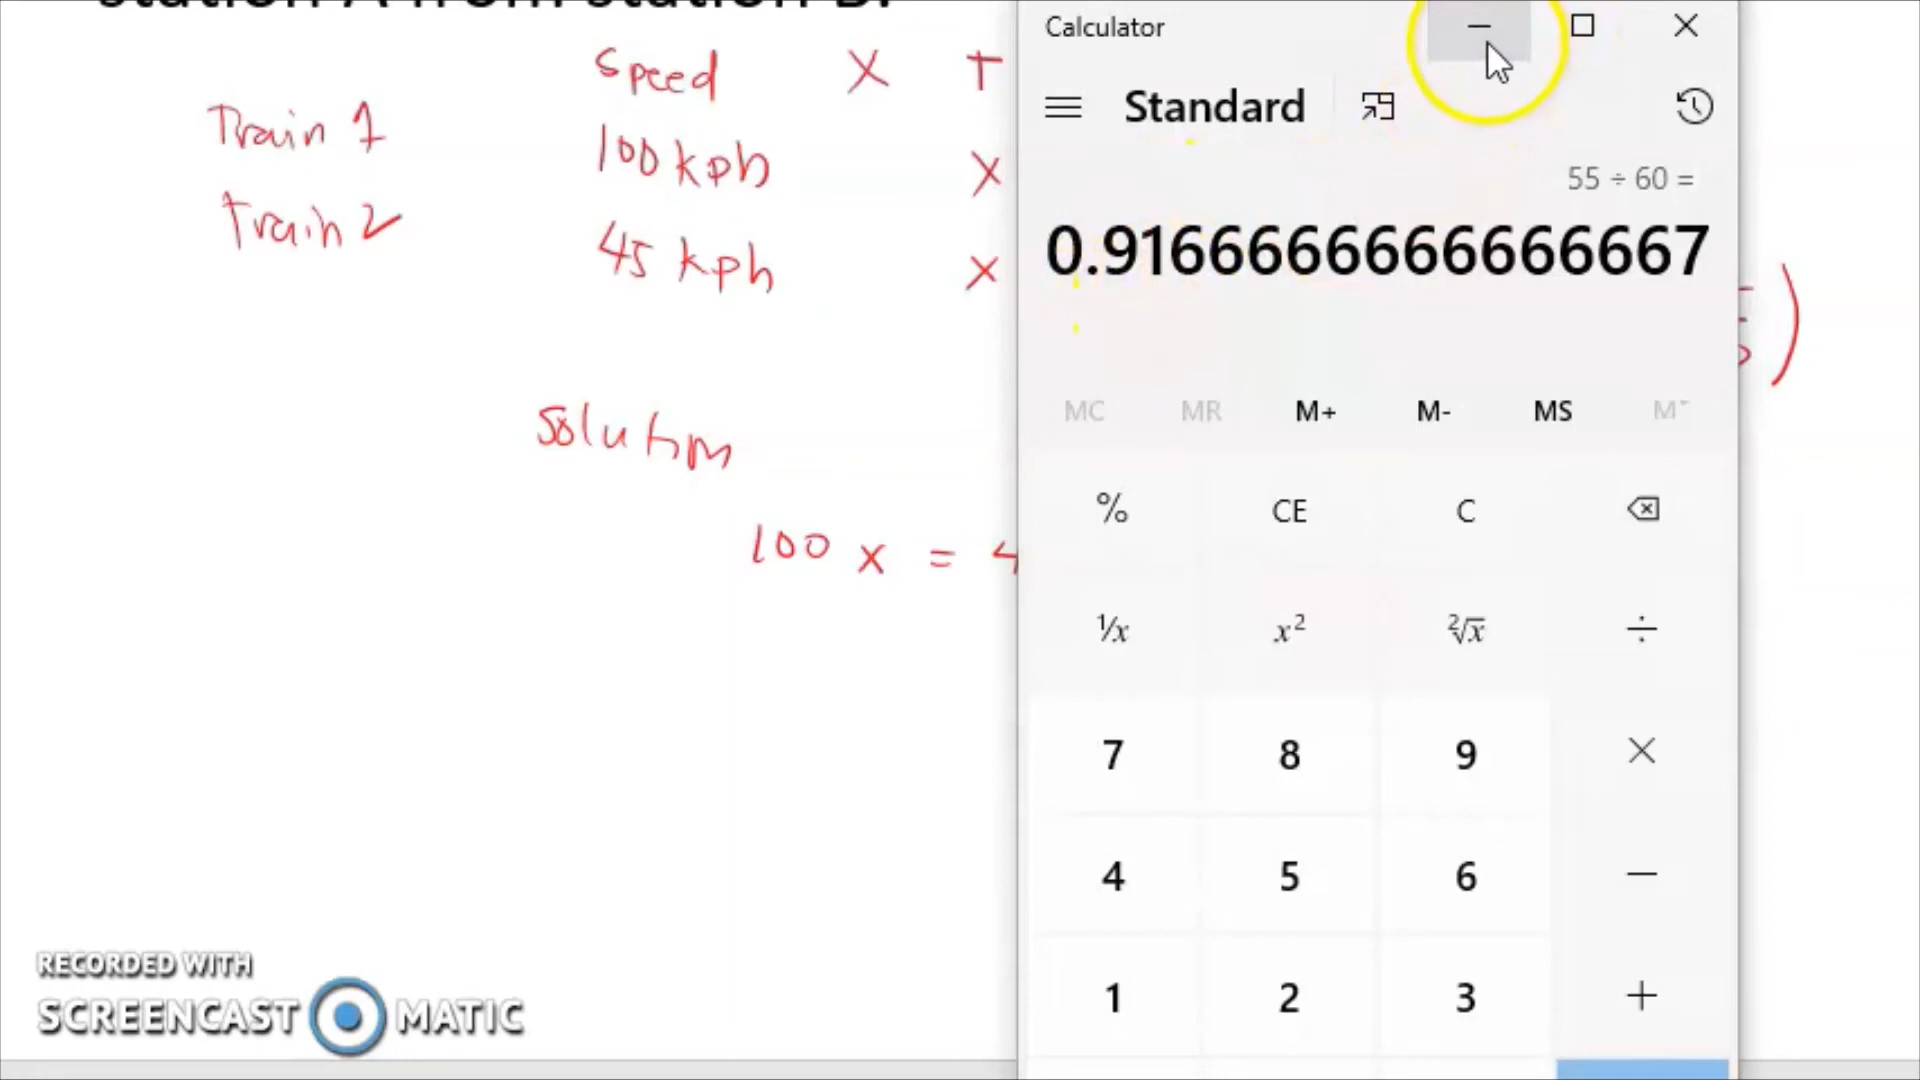 Speed X T
Train 1 100 kph X
Train 2 45 kph X
)
Solution
100 x = 4
Calculator
Standard
55 ÷ 60 =
0.9166666666666667
MC MR M+ M- MS M˅
% CE C
¹/x x² ²√x ÷
7 8 9 ×
4 5 6 −
1 2 3 +
RECORDED WITH
SCREENCAST MATIC